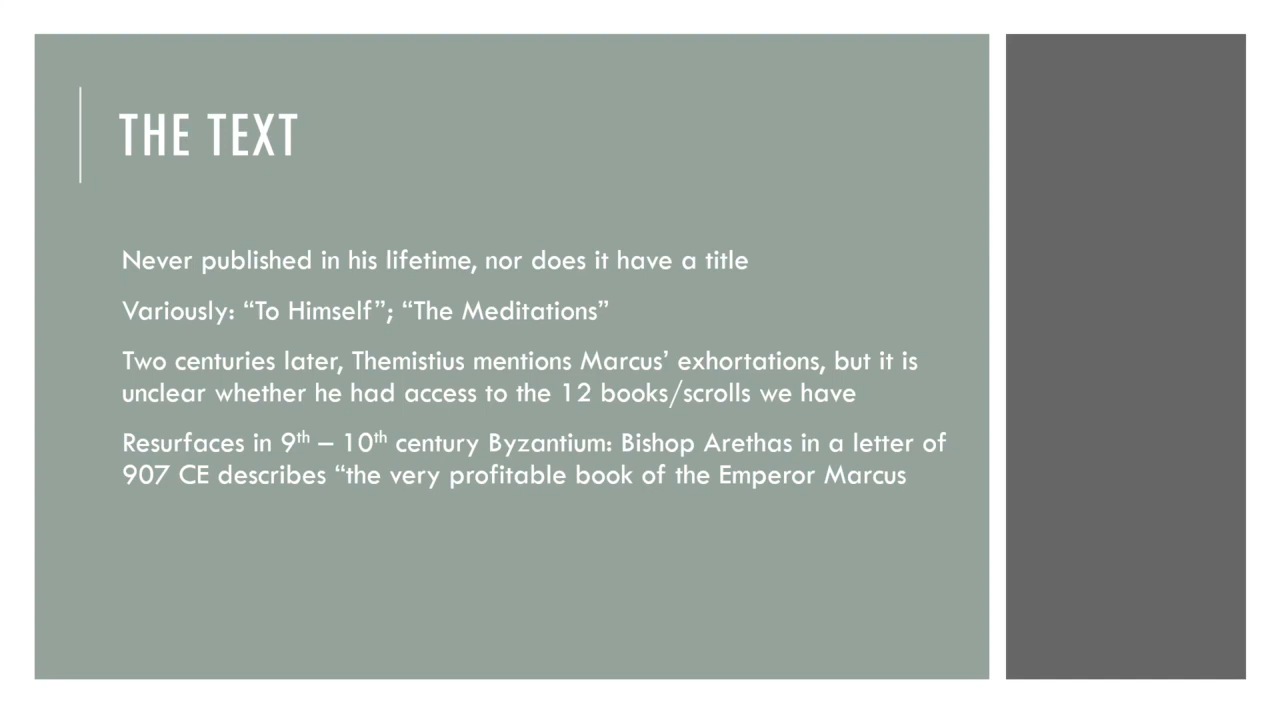 THE TEXT
Never published in his lifetime, nor does it have a title
Variously: “To Himself”; “The Meditations”
Two centuries later, Themistius mentions Marcus’ exhortations, but it is
unclear whether he had access to the 12 books/scrolls we have
Resurfaces in 9th – 10th century Byzantium: Bishop Arethas in a letter of
907 CE describes “the very profitable book of the Emperor Marcus